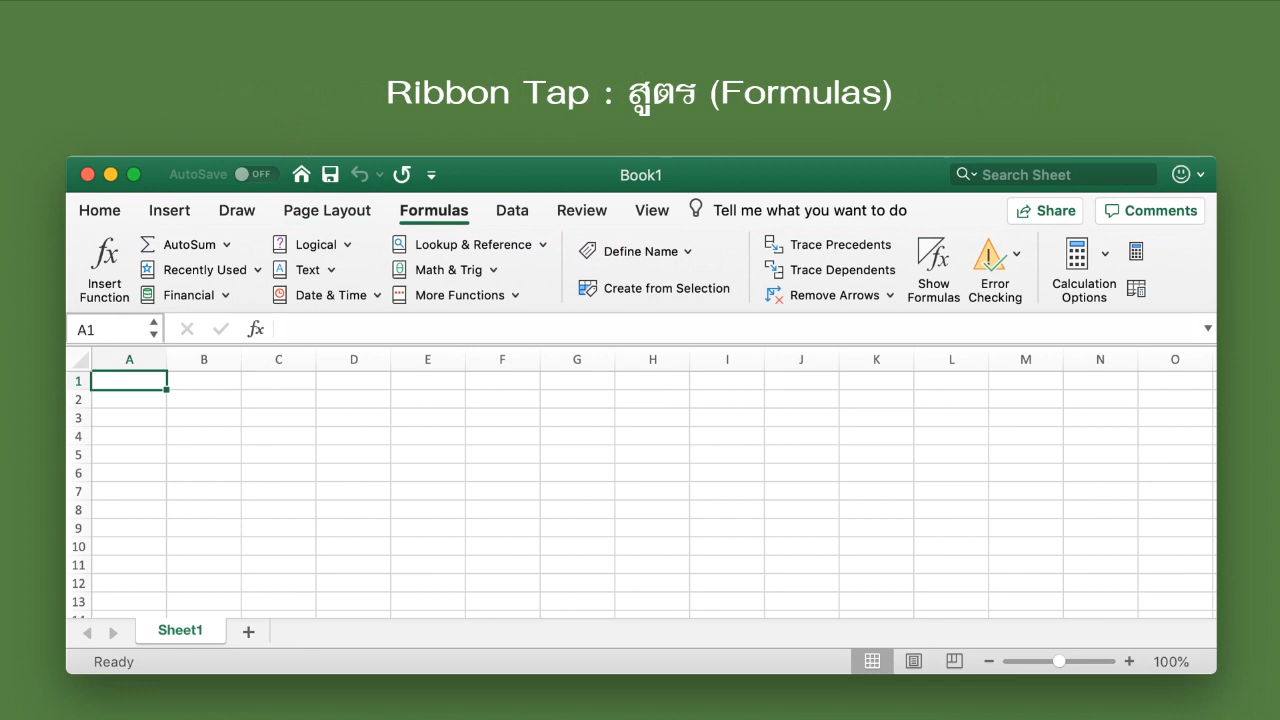 Ribbon Tap : สูตร (Formulas)
AutoSave OFF Book1 Search Sheet
Home Insert Draw Page Layout Formulas Data Review View Tell me what you want to do Share Comments
fx AutoSum Logical Lookup & Reference Define Name Trace Precedents
Recently Used Text Math & Trig Trace Dependents
Insert Function Financial Date & Time More Functions Create from Selection Remove Arrows Show Formulas Error Checking Calculation Options
A1 fx
A B C D E F G H I J K L M N O
1
2
3
4
5
6
7
8
9
10
11
12
13
Sheet1 +
Ready − + 100%